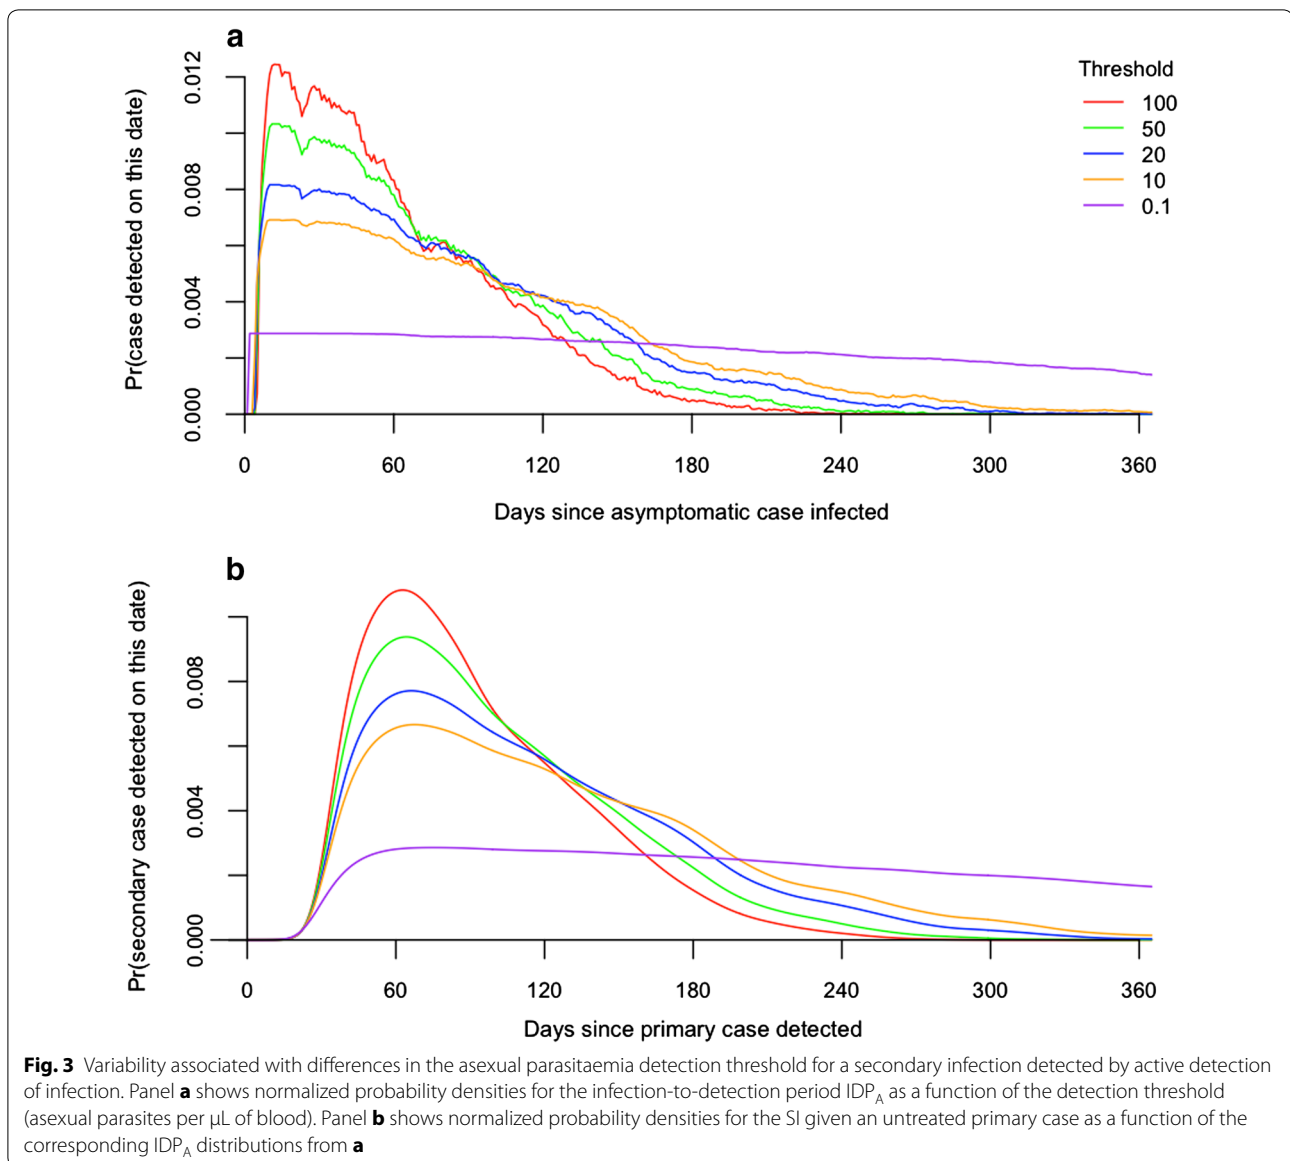 a
Threshold
100
50
20
10
0.1
Pr(case detected on this date)
0.012
0.008
0.004
0.000
0 60 120 180 240 300 360
Days since asymptomatic case infected
b
Pr(secondary case detected on this date)
0.008
0.004
0.000
0 60 120 180 240 300 360
Days since primary case detected
Fig. 3 Variability associated with differences in the asexual parasitaemia detection threshold for a secondary infection detected by active detection
of infection. Panel a shows normalized probability densities for the infection-to-detection period IDPA as a function of the detection threshold
(asexual parasites per µL of blood). Panel b shows normalized probability densities for the SI given an untreated primary case as a function of the
corresponding IDPA distributions from a